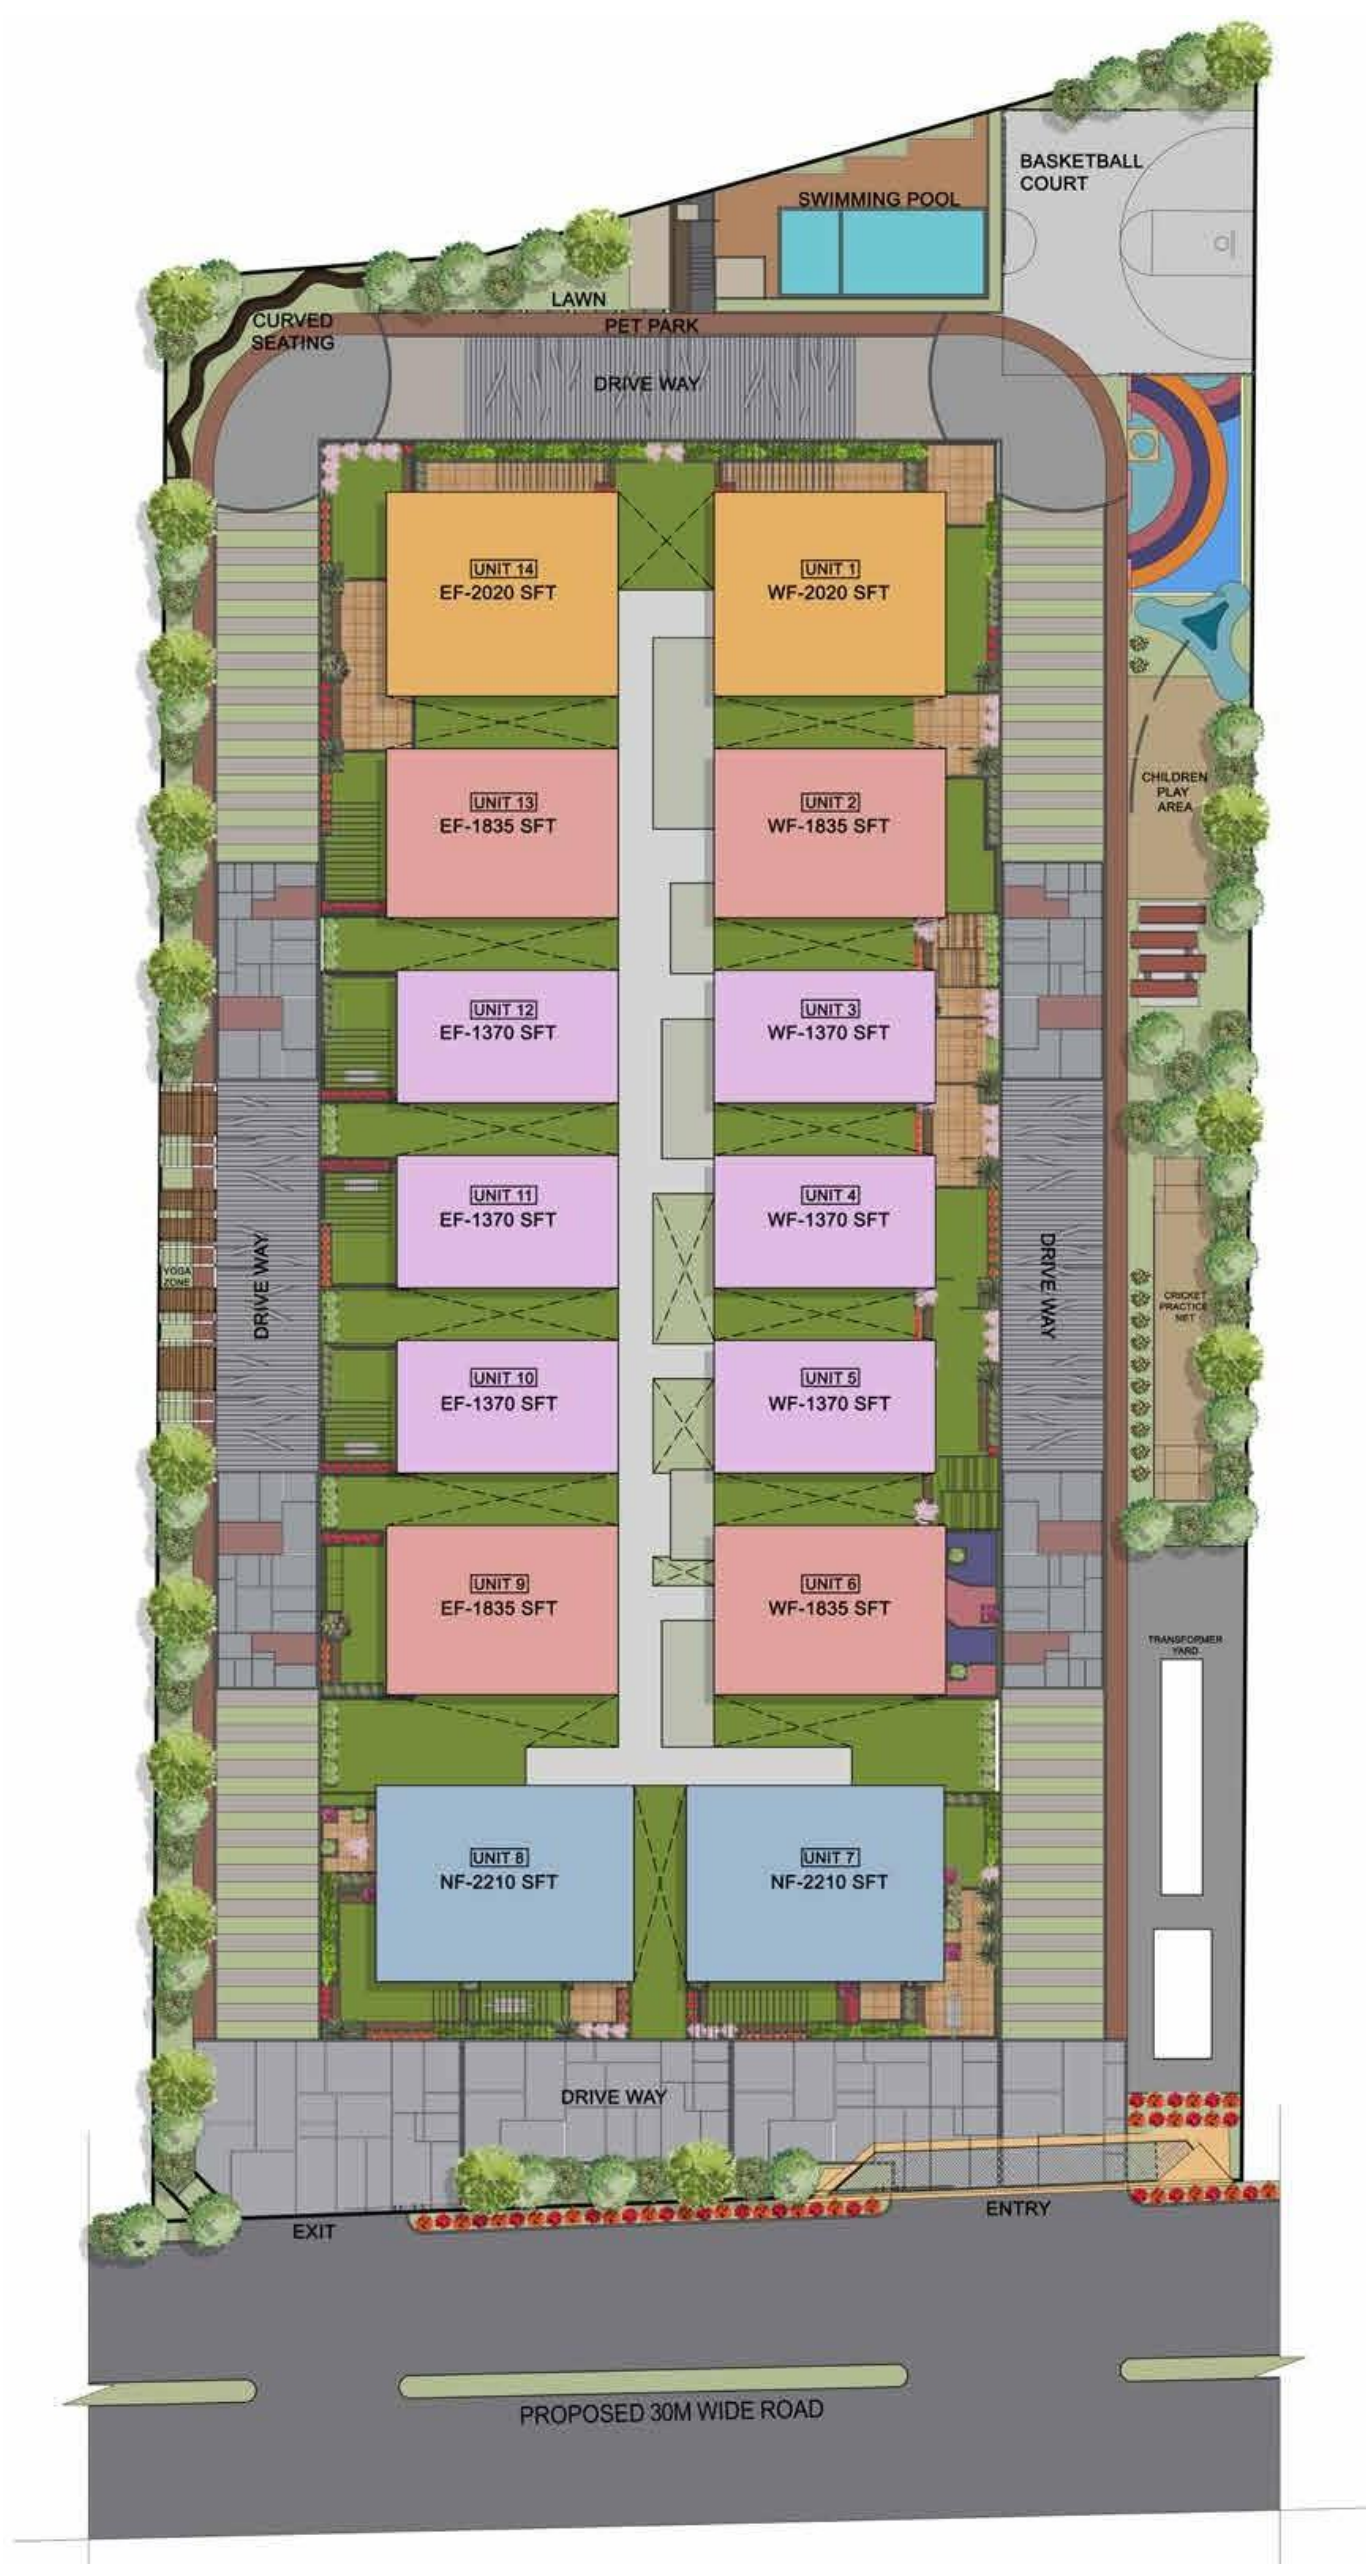 BASKETBALL
COURT
SWIMMING POOL
LAWN
CURVED
SEATING
PET PARK
DRIVE WAY
UNIT 14
EF-2020 SFT
UNIT 1
WF-2020 SFT
UNIT 13
EF-1835 SFT
UNIT 2
WF-1835 SFT
CHILDREN
PLAY
AREA
UNIT 12
EF-1370 SFT
UNIT 3
WF-1370 SFT
UNIT 11
EF-1370 SFT
UNIT 4
WF-1370 SFT
YOGA
ZONE
DRIVE WAY
DRIVE WAY
CRICKET
PRACTICE
NET
UNIT 10
EF-1370 SFT
UNIT 5
WF-1370 SFT
UNIT 9
EF-1835 SFT
UNIT 6
WF-1835 SFT
TRANSFORMER
YARD
UNIT 8
NF-2210 SFT
UNIT 7
NF-2210 SFT
DRIVE WAY
ENTRY
EXIT
PROPOSED 30M WIDE ROAD